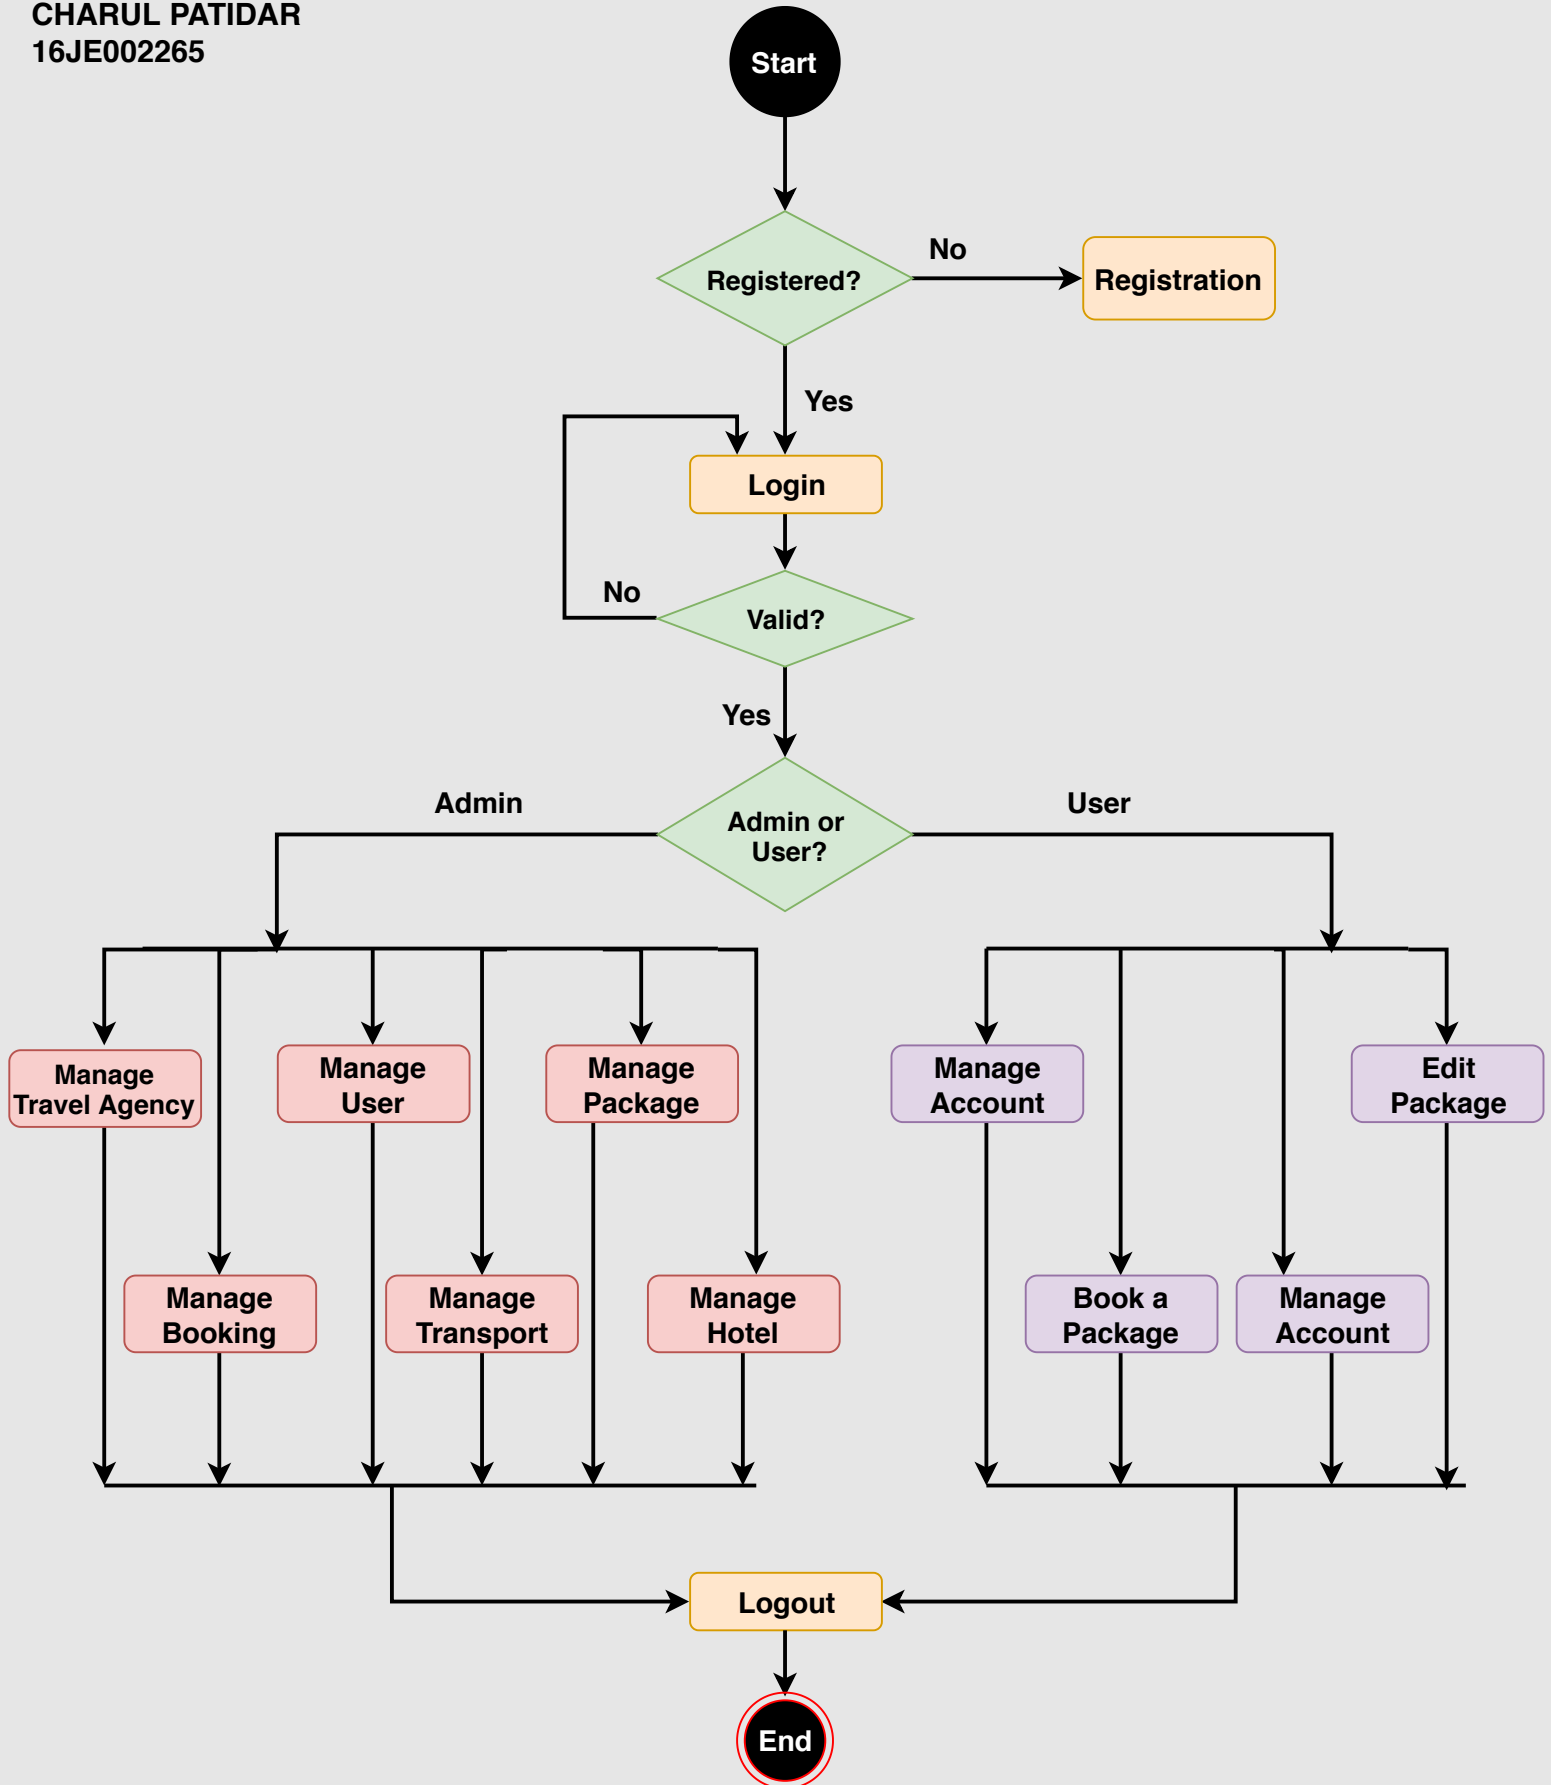 CHARUL PATIDAR
16JE002265
Start
Registered?
No
Registration
Yes
Login
No
Valid?
Yes
Admin
User
Admin or
User?
Manage
Travel Agency
Manage
User
Manage
Package
Manage
Account
Edit
Package
Manage
Booking
Manage
Transport
Manage
Hotel
Book a
Package
Manage
Account
Logout
End